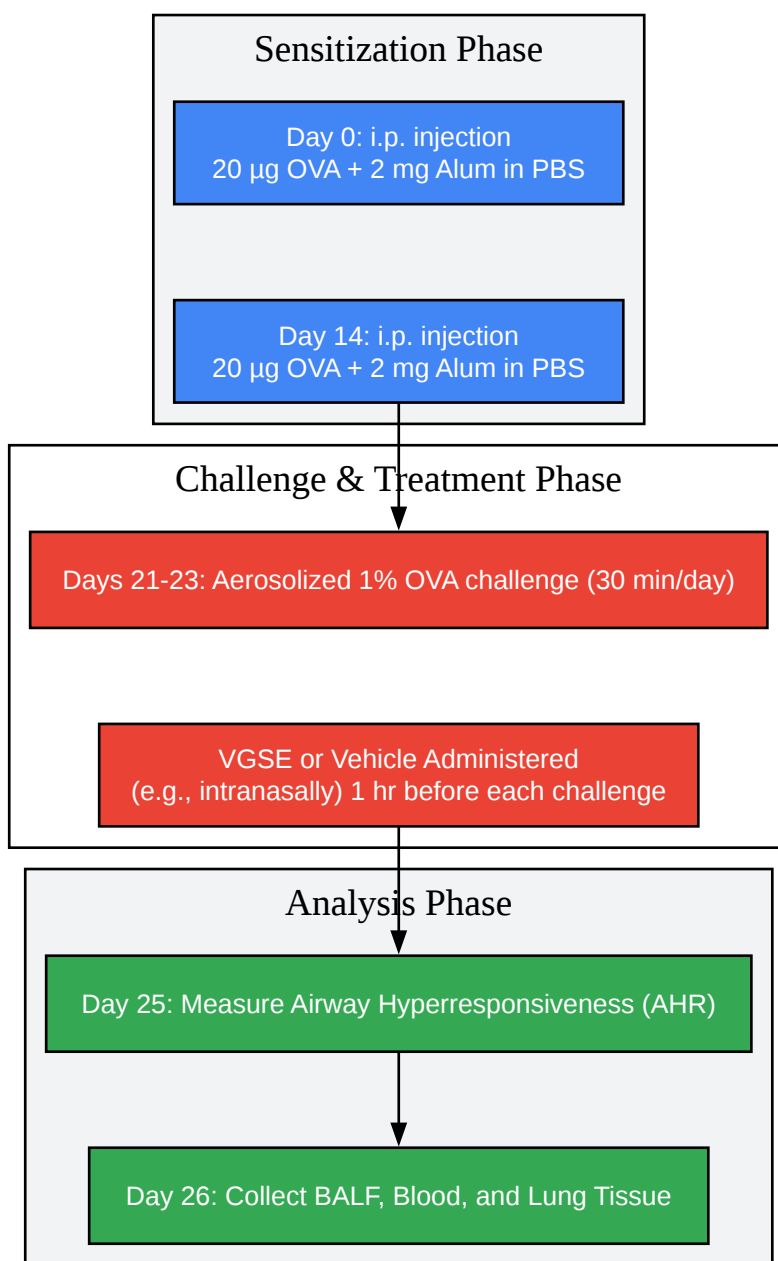 Sensitization Phase
Day 0: i.p. injection
20 µg OVA + 2 mg Alum in PBS
Day 14: i.p. injection
20 µg OVA + 2 mg Alum in PBS
Challenge & Treatment Phase
Days 21-23: Aerosolized 1% OVA challenge (30 min/day)
VGSE or Vehicle Administered
(e.g., intranasally) 1 hr before each challenge
Analysis Phase
Day 25: Measure Airway Hyperresponsiveness (AHR)
Day 26: Collect BALF, Blood, and Lung Tissue